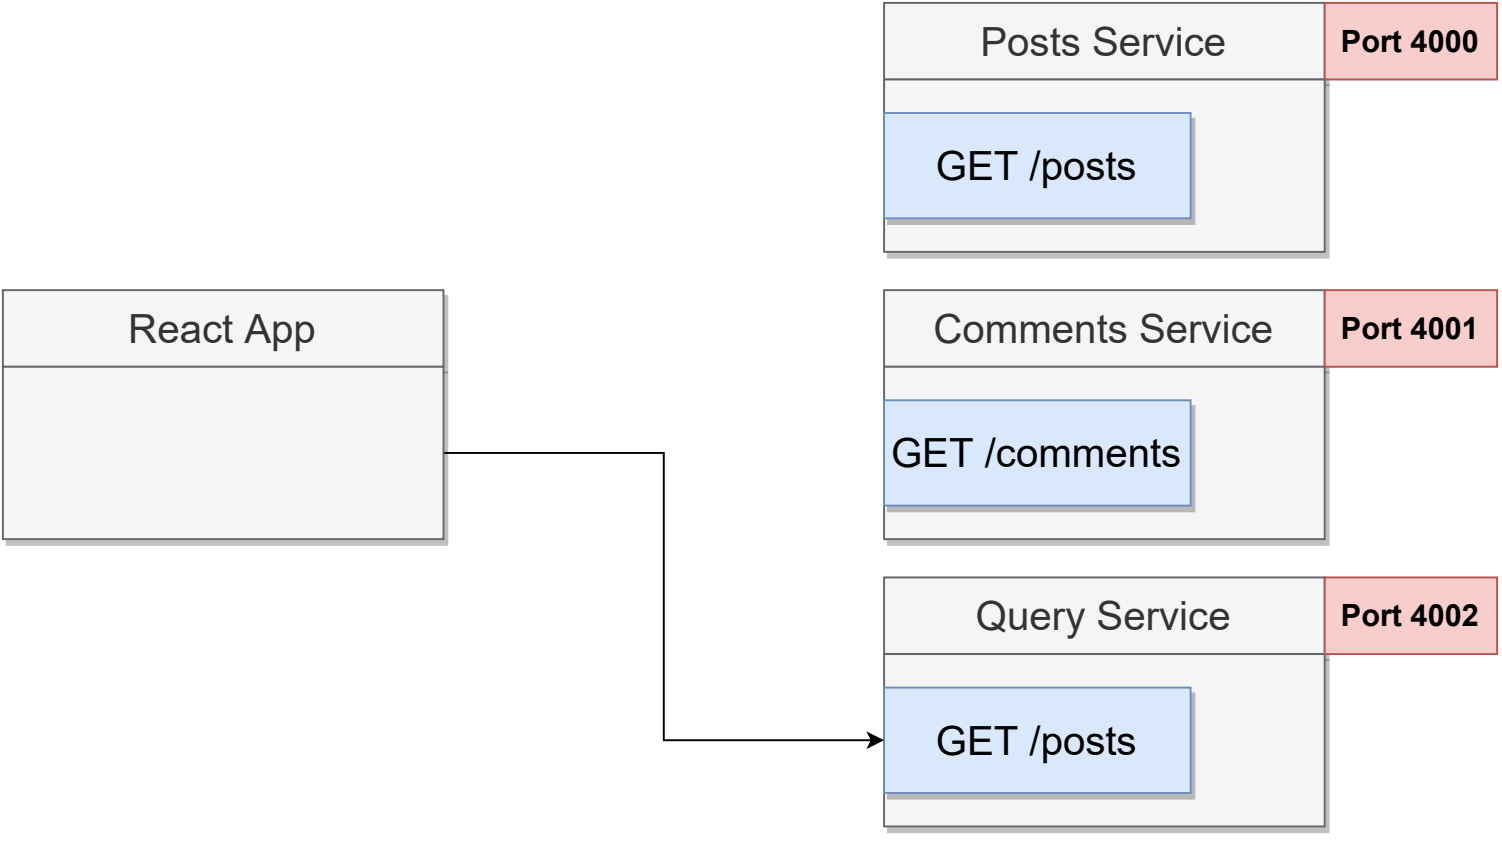 Posts Service
Port 4000
GET /posts
React App
Comments Service
Port 4001
GET /comments
Query Service
Port 4002
GET /posts